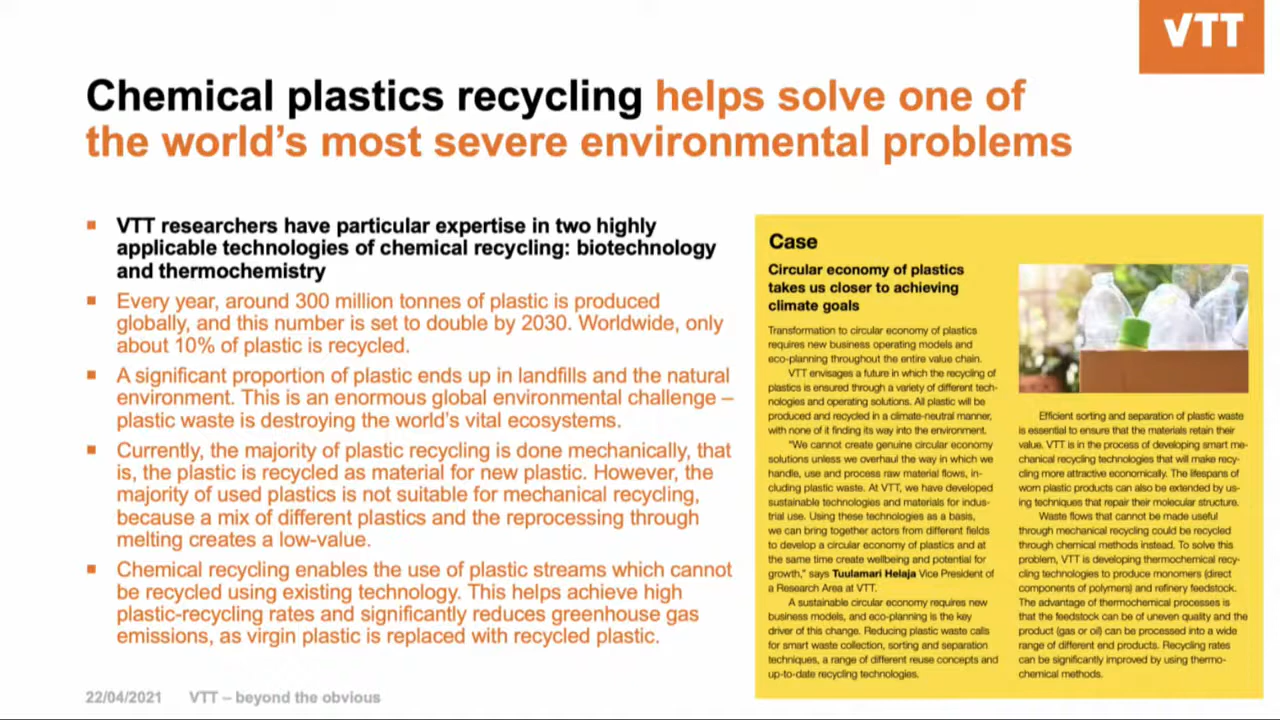 VTT
Chemical plastics recycling helps solve one of
the world's most severe environmental problems
VTT researchers have particular expertise in two highly
applicable technologies of chemical recycling: biotechnology
and thermochemistry
Every year, around 300 million tonnes of plastic is produced
globally, and this number is set to double by 2030. Worldwide, only
about 10% of plastic is recycled.
A significant proportion of plastic ends up in landfills and the natural
environment. This is an enormous global environmental challenge –
plastic waste is destroying the world's vital ecosystems.
Currently, the majority of plastic recycling is done mechanically, that
is, the plastic is recycled as material for new plastic. However, the
majority of used plastics is not suitable for mechanical recycling,
because a mix of different plastics and the reprocessing through
melting creates a low-value.
Chemical recycling enables the use of plastic streams which cannot
be recycled using existing technology. This helps achieve high
plastic-recycling rates and significantly reduces greenhouse gas
emissions, as virgin plastic is replaced with recycled plastic.
Case
Circular economy of plastics
takes us closer to achieving
climate goals
Transformation to circular economy of plastics
requires new business operating models and
eco-planning throughout the entire value chain.
VTT envisages a future in which the recycling of
plastics is ensured through a variety of different tech-
nologies and operating solutions. All plastic will be
produced and recycled in a climate-neutral manner,
with none of it finding its way into the environment.
"We cannot create genuine circular economy
solutions unless we overhaul the way in which we
handle, use and process raw material flows, in-
cluding plastic waste. At VTT, we have developed
sustainable technologies and materials for indus-
trial use. Using these technologies as a basis,
we can bring together actors from different fields
to develop a circular economy of plastics and at
the same time create wellbeing and potential for
growth," says Tuulamari Helaja Vice President of
a Research Area at VTT.
A sustainable circular economy requires new
business models, and eco-planning is the key
driver of this change. Reducing plastic waste calls
for smart waste collection, sorting and separation
techniques, a range of different reuse concepts and
up-to-date recycling technologies.
Efficient sorting and separation of plastic waste
is essential to ensure that the materials retain their
value. VTT is in the process of developing smart me-
chanical recycling technologies that will make recy-
cling more attractive economically. The lifespans of
worn plastic products can also be extended by us-
ing techniques that repair their molecular structure.
Waste flows that cannot be made useful
through mechanical recycling could be recycled
through chemical methods instead. To solve this
problem, VTT is developing thermochemical recy-
cling technologies to produce monomers (direct
components of polymers) and refinery feedstock.
The advantage of thermochemical processes is
that the feedstock can be of uneven quality and the
product (gas or oil) can be processed into a wide
range of different end products. Recycling rates
can be significantly improved by using thermo-
chemical methods.
22/04/2021 VTT – beyond the obvious